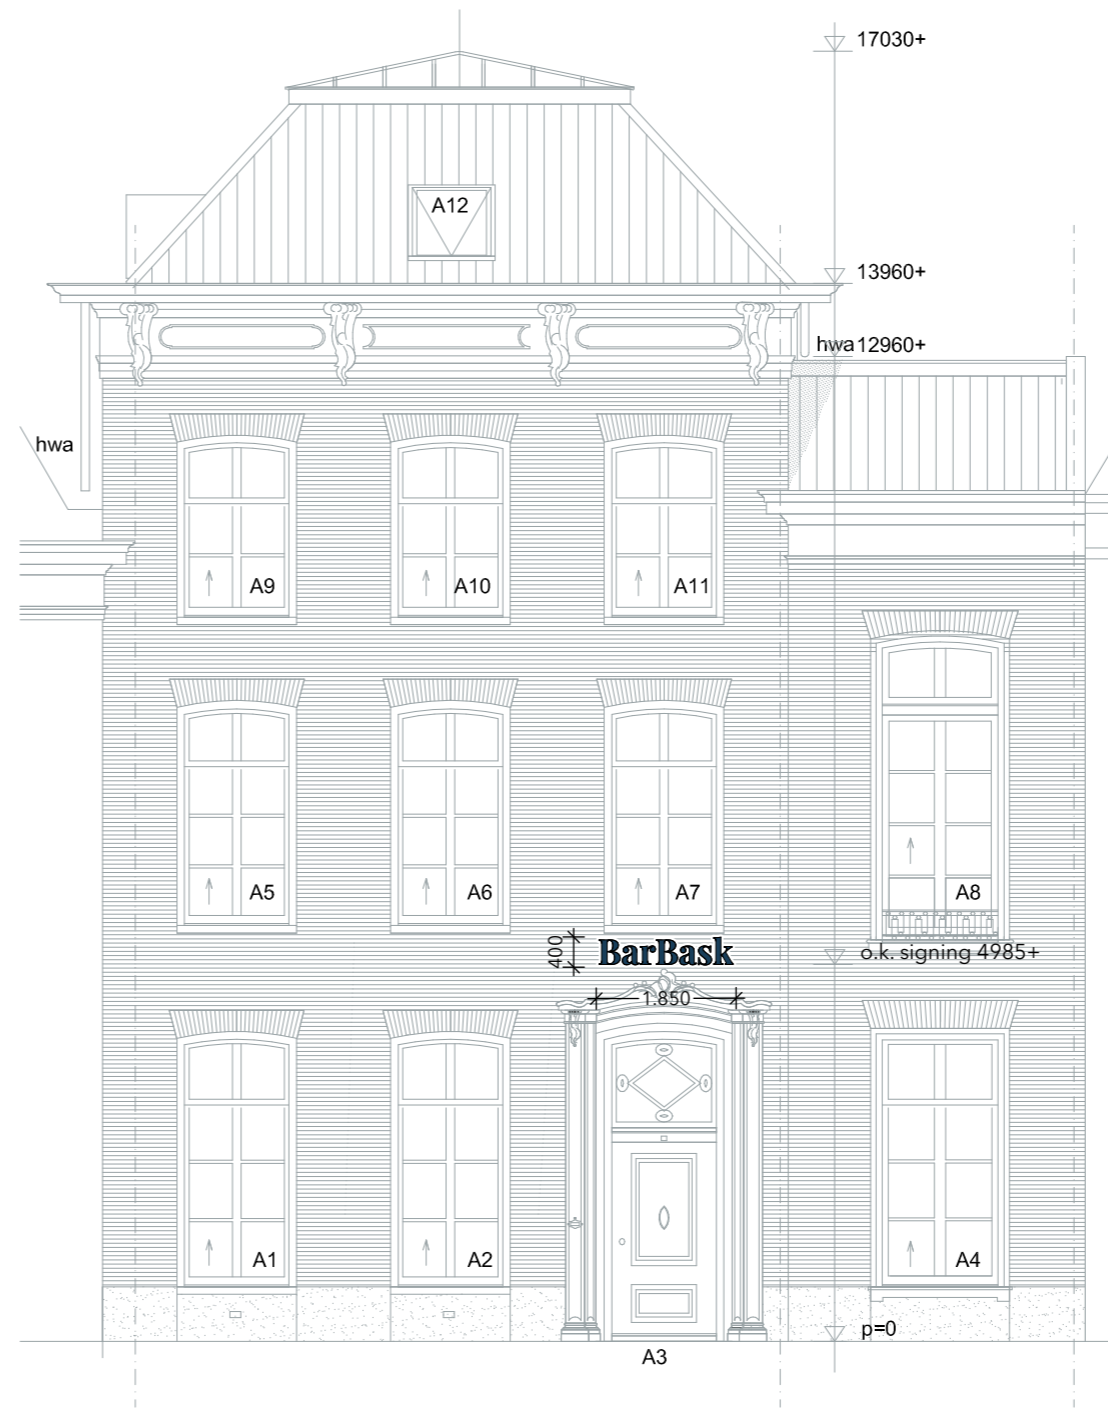 17030+
A12
13960+
hwa 12960+
hwa
A9
A10
A11
A5
A6
A7
A8
400
BarBask
o.k. signing 4985+
1.850
A1
A2
A4
p=0
A3